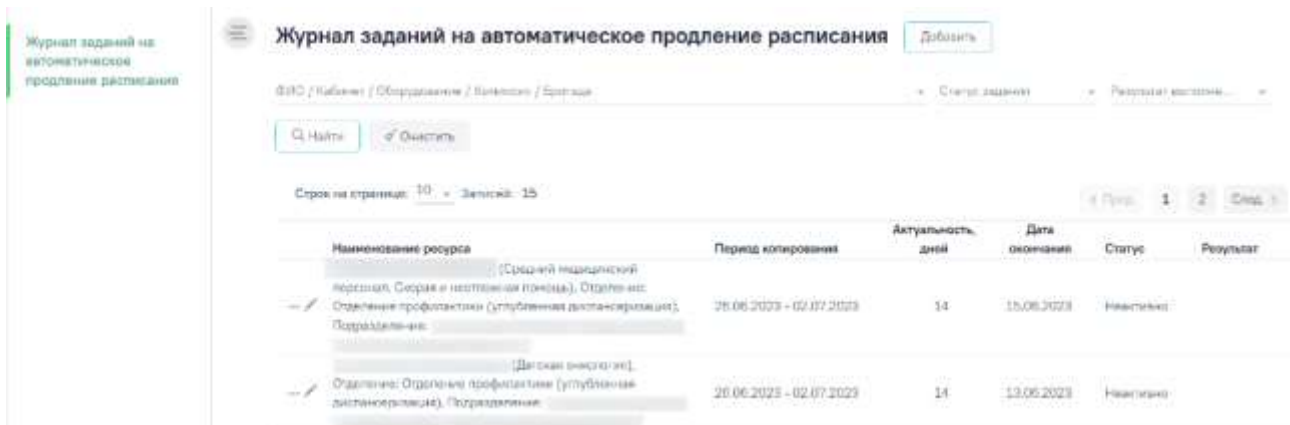 Журнал заданий на
автоматическое
продление расписания
Журнал заданий на автоматическое продление расписания
Добавить
ФИО / Кабинет / Оборудование / Комиссия / Бригада
Статус задания
Результат выполне...
Найти
Очистить
Строк на странице: 10 Записей: 15
Пред. 1 2 След.
Наименование ресурса Период копирования Актуальность, дней Дата окончания Статус Результат
(Средний медицинский
персонал, Скорая и неотложная помощь), Отделение:
Отделение профилактики (углубленная диспансеризация),
Подразделение:
26.06.2023 - 02.07.2023 14 15.06.2023 Неактивно
(Детская онкология),
Отделение: Отделение профилактики (углубленная
диспансеризация), Подразделение:
26.06.2023 - 02.07.2023 14 13.06.2023 Неактивно